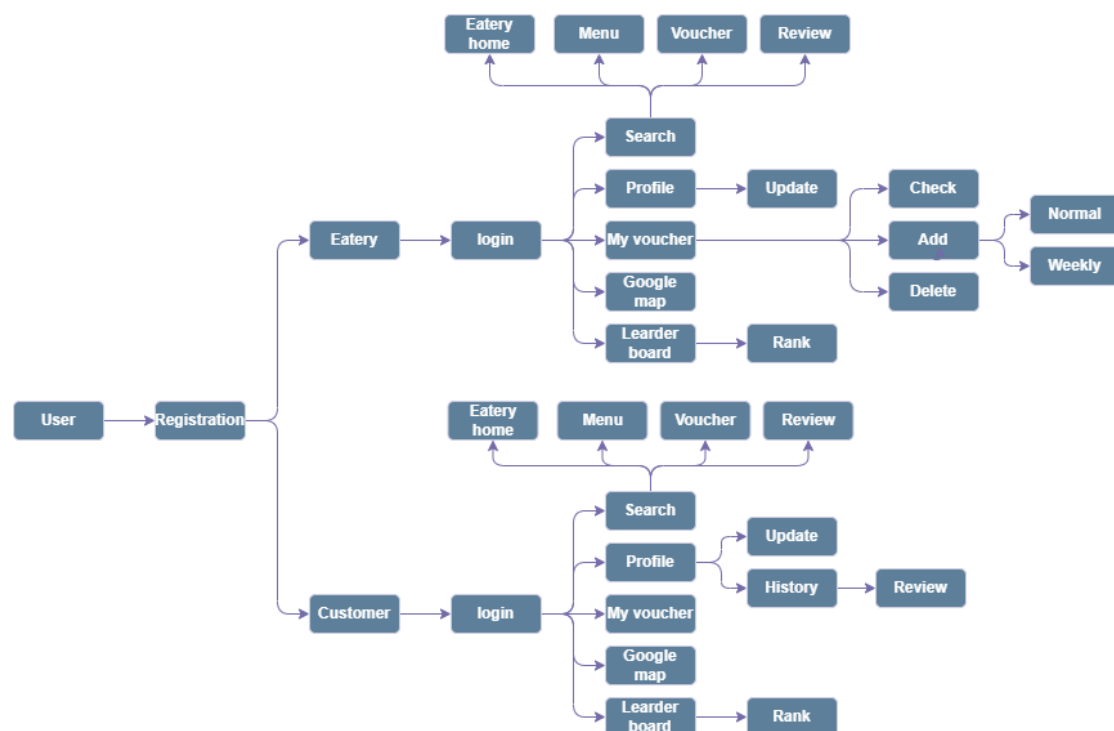 Eatery
home
Menu
Voucher
Review
Search
Profile
Update
Check
Normal
Eatery
login
My voucher
Add
Weekly
Google
map
Delete
Learder
board
Rank
User
Registration
Eatery
home
Menu
Voucher
Review
Search
Update
Profile
History
Review
Customer
login
My voucher
Google
map
Learder
board
Rank